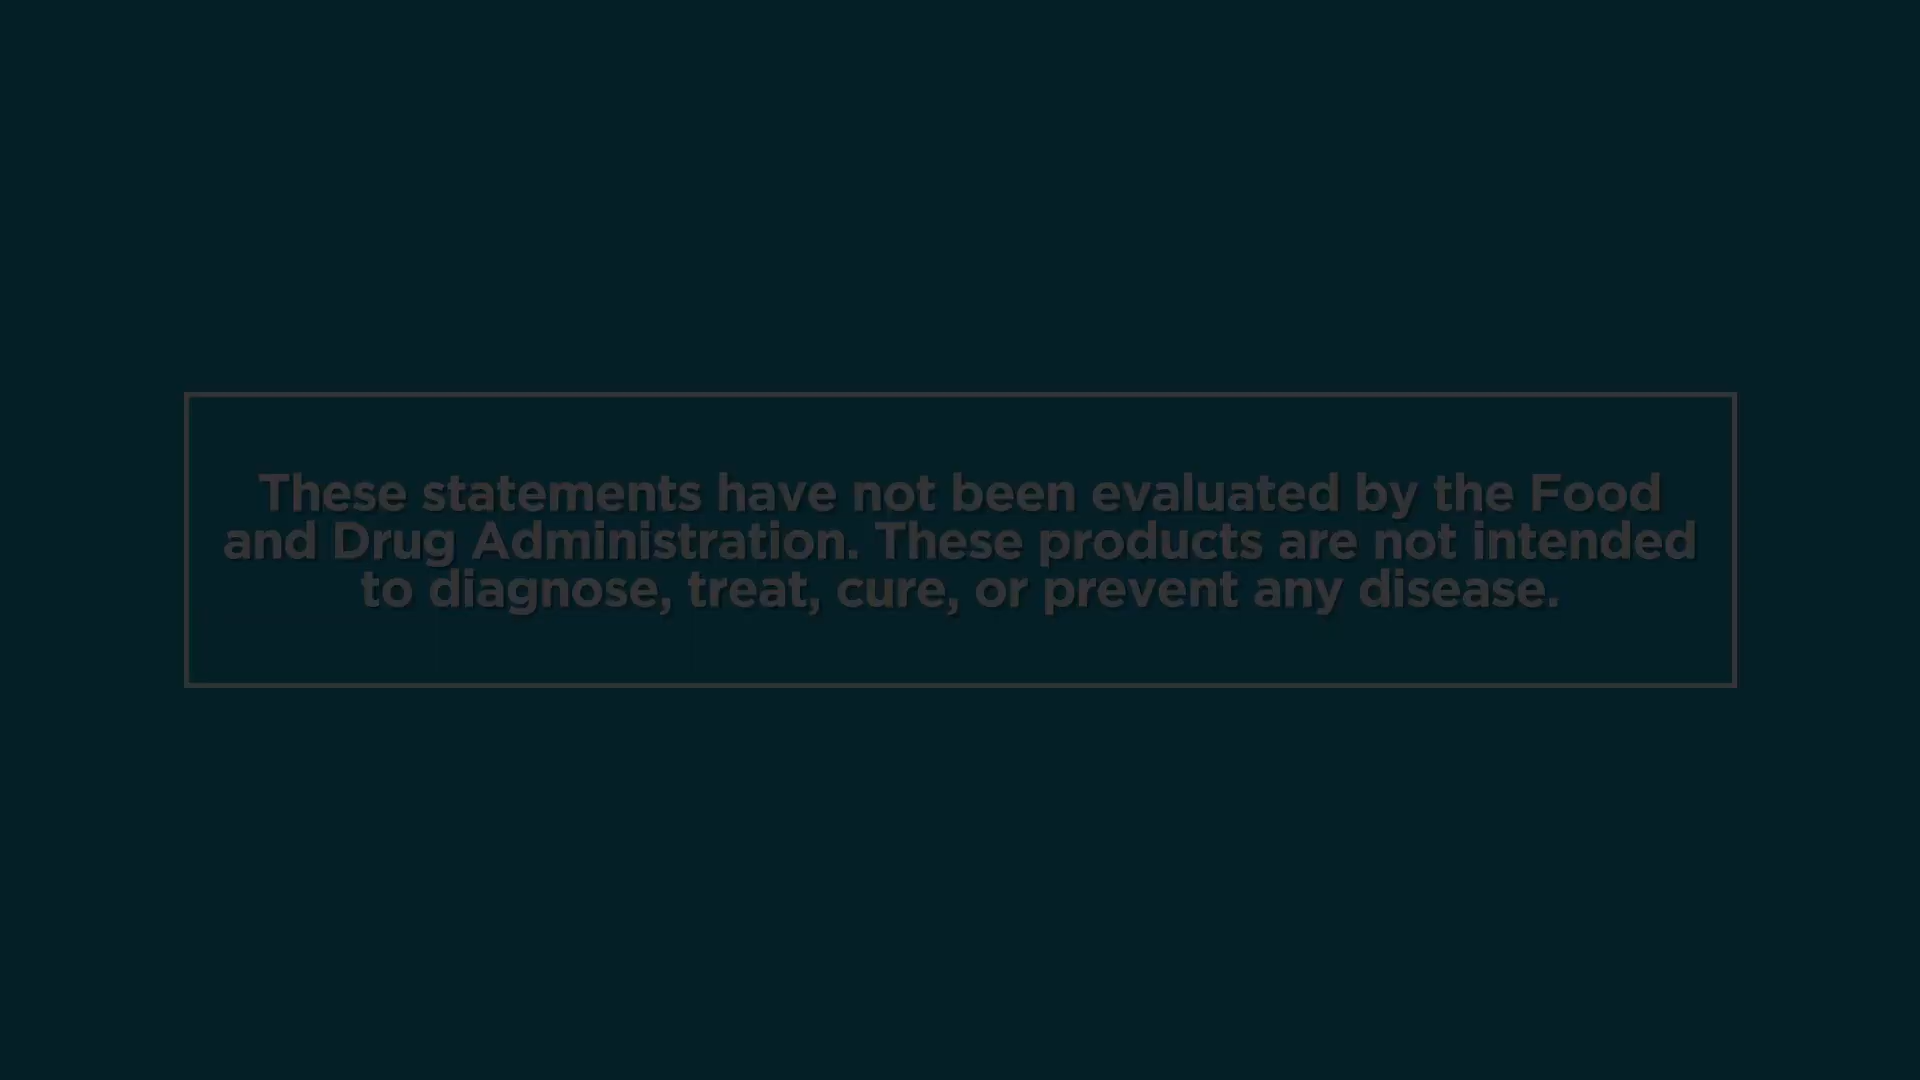 These statements have not been evaluated by the Food
and Drug Administration. These products are not intended
to diagnose, treat, cure, or prevent any disease.